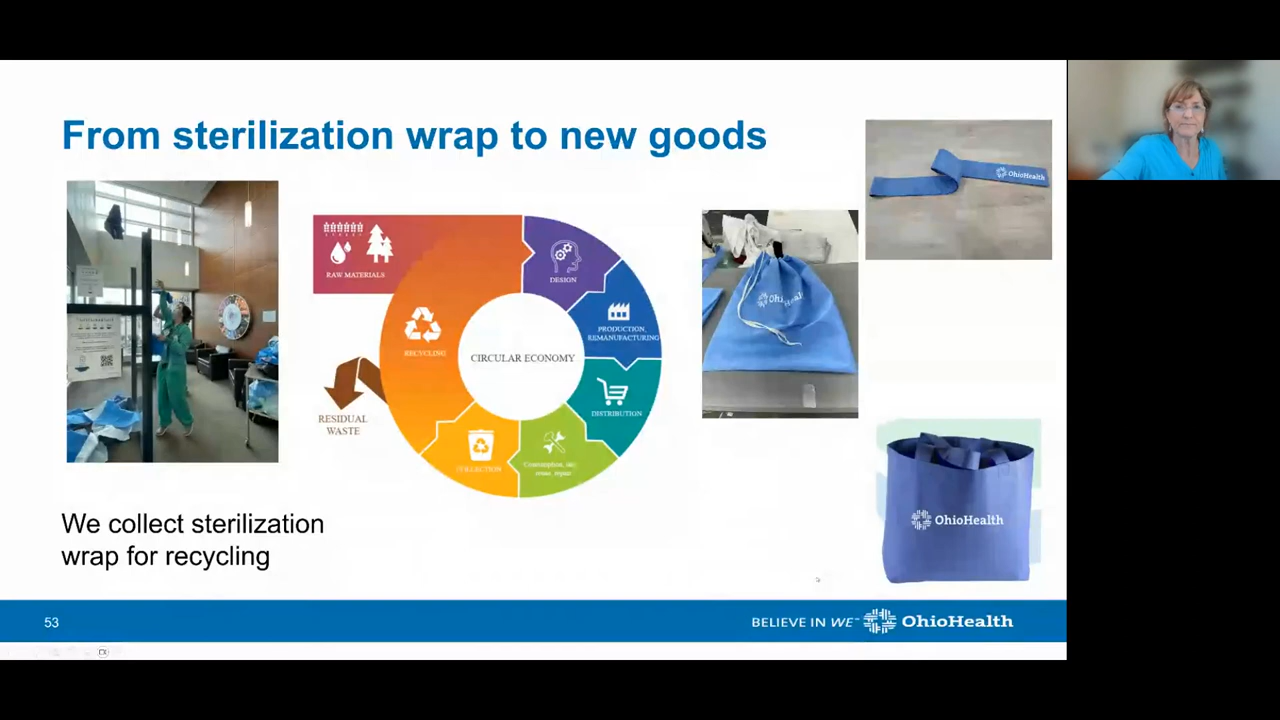 From sterilization wrap to new goods
RAW MATERIALS
DESIGN
PRODUCTION,
REMANUFACTURING
RECYCLING
CIRCULAR ECONOMY
DISTRIBUTION
RESIDUAL
WASTE
COLLECTION
Consumption, use,
reuse, repair
OhioHealth
OhioHealth
OhioHealth
We collect sterilization
wrap for recycling
53
BELIEVE IN WE
OhioHealth